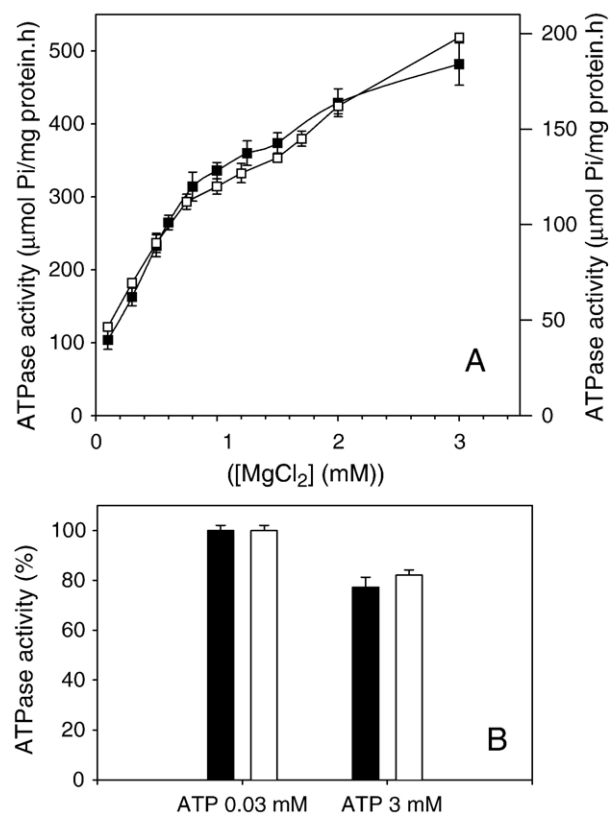 A
500
400
300
200
100
0
200
150
100
50
0
ATPase activity (μmol Pi/mg protein.h)
ATPase activity (μmol Pi/mg protein.h)
0 1 2 3
([MgCl2] (mM))
B
100
80
60
40
20
0
ATPase activity (%)
ATP 0.03 mM ATP 3 mM